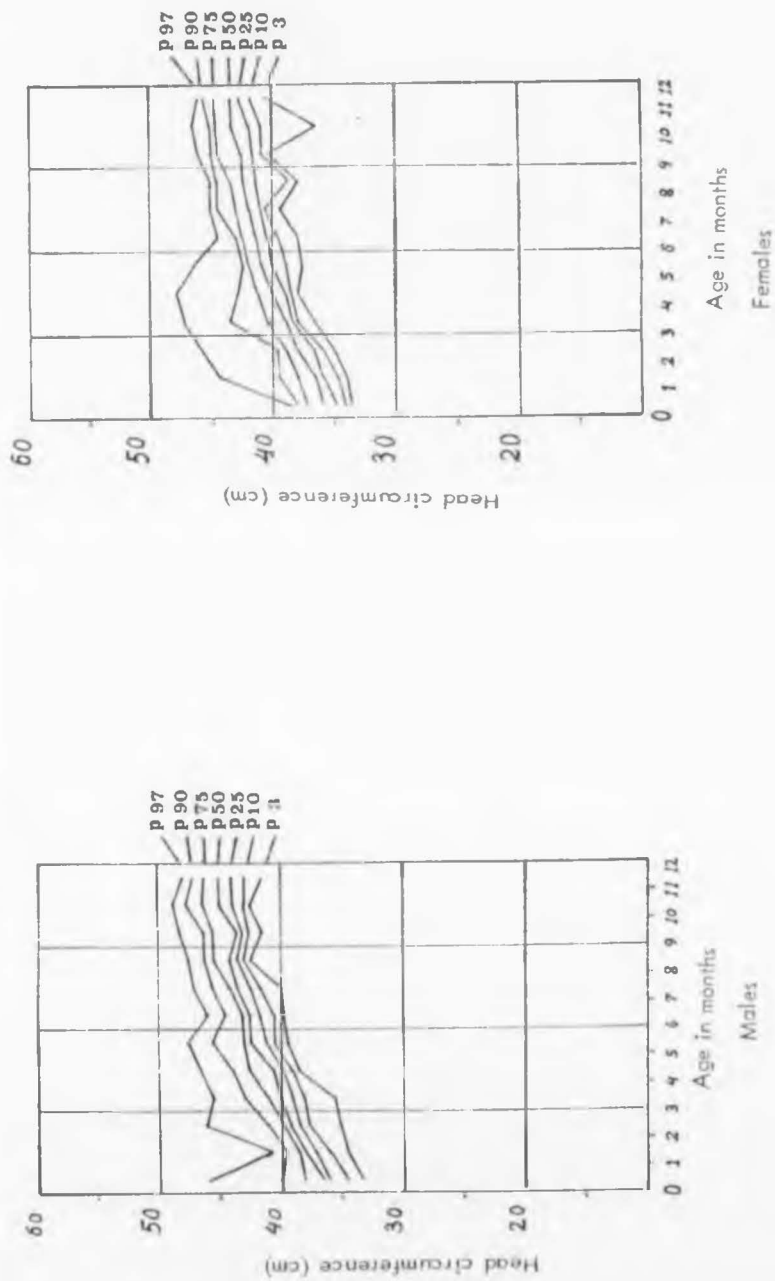 Head circumference (cm)
60
50
40
30
20
0 1 2 3 4 5 6 7 8 9 10 11 12
Age in months
Males
p 97
p 90
p 75
p 50
p 25
p 10
p 3
Head circumference (cm)
60
50
40
30
20
0 1 2 3 4 5 6 7 8 9 10 11 12
Age in months
Females
p 97
p 90
p 75
p 50
p 25
p 10
p 3